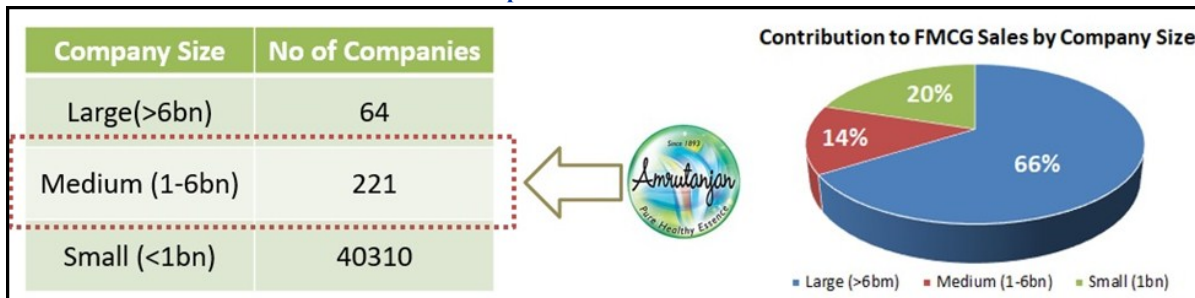 Company Size No of Companies
Large(>6bn) 64
Medium (1-6bn) 221
Small (<1bn) 40310
Since 1893
Amrutanjan
Pure Healthy Essence
Contribution to FMCG Sales by Company Size
20%
14%
66%
Large (>6bm) Medium (1-6bn) Small (1bn)